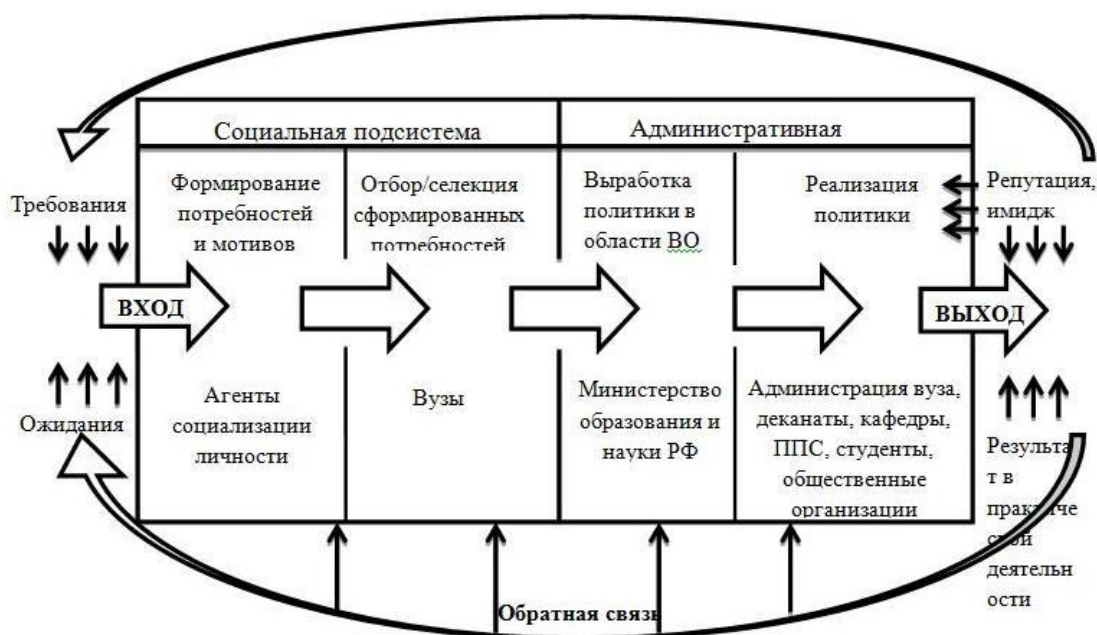 Социальная подсистема
Административная
Требования
Формирование
потребностей
и мотивов
Отбор/селекция
сформированных
потребностей
Выработка
политики в
области ВО
Реализация
политики
Репутация,
имидж
ВХОД
ВЫХОД
Ожидания
Агенты
социализации
личности
Вузы
Министерство
образования и
науки РФ
Администрация вуза,
деканаты, кафедры,
ППС, студенты,
общественные
организации
Результа
т в
практиче
ской
деятельн
ости
Обратная связь